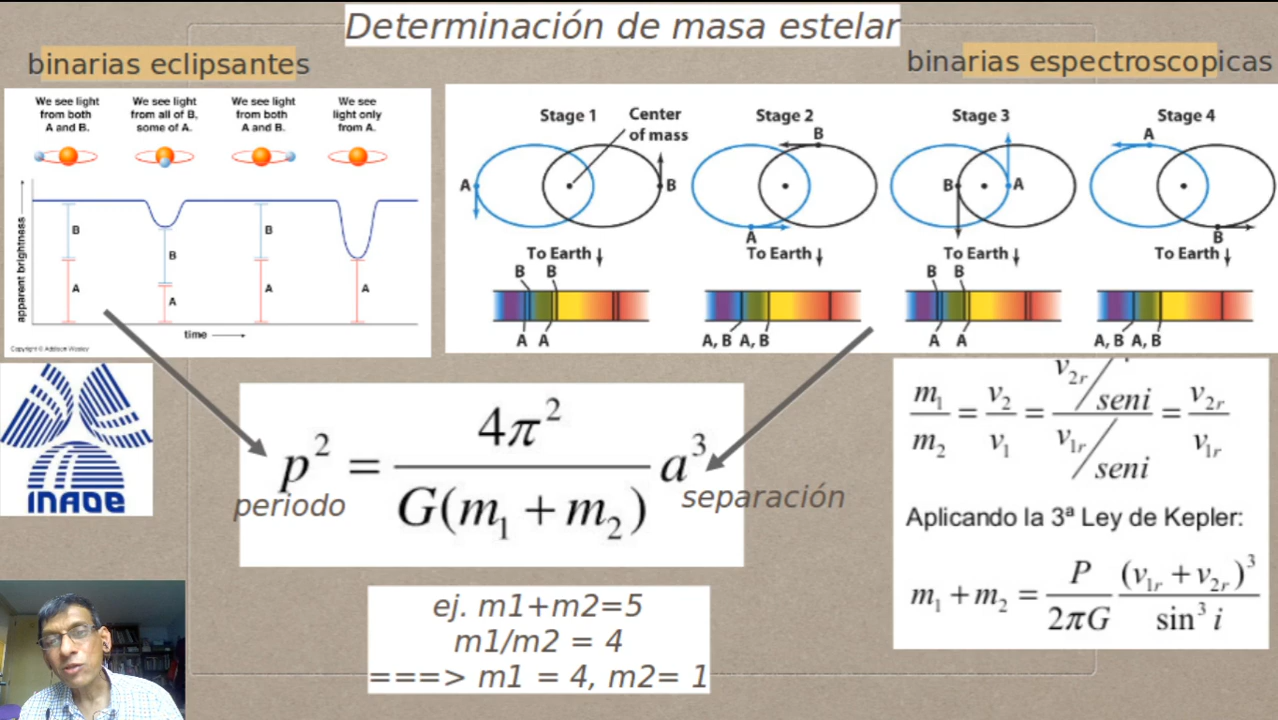 Determinación de masa estelar
binarias eclipsantes
binarias espectroscopicas
We see light from both A and B.
We see light from all of B, some of A.
We see light from both A and B.
We see light only from A.
apparent brightness
B
A
B
A
B
A
A
time
Copyright © Addison Wesley
Stage 1
Center of mass
Stage 2
Stage 3
Stage 4
A
B
B
A
B
A
A
B
To Earth
To Earth
To Earth
To Earth
B B
B B
A A
A, B A, B
A A
A, B A, B
INAOE
p² = 4π² / G(m₁ + m₂) a³
periodo
separación
m₁/m₂ = v₂/v₁ = (v₂ᵣ/seni)/(v₁ᵣ/seni) = v₂ᵣ/v₁ᵣ
Aplicando la 3ª Ley de Kepler:
m₁ + m₂ = P/2πG (v₁ᵣ + v₂ᵣ)³/sin³ i
ej. m1+m2=5
m1/m2 = 4
===> m1 = 4, m2= 1